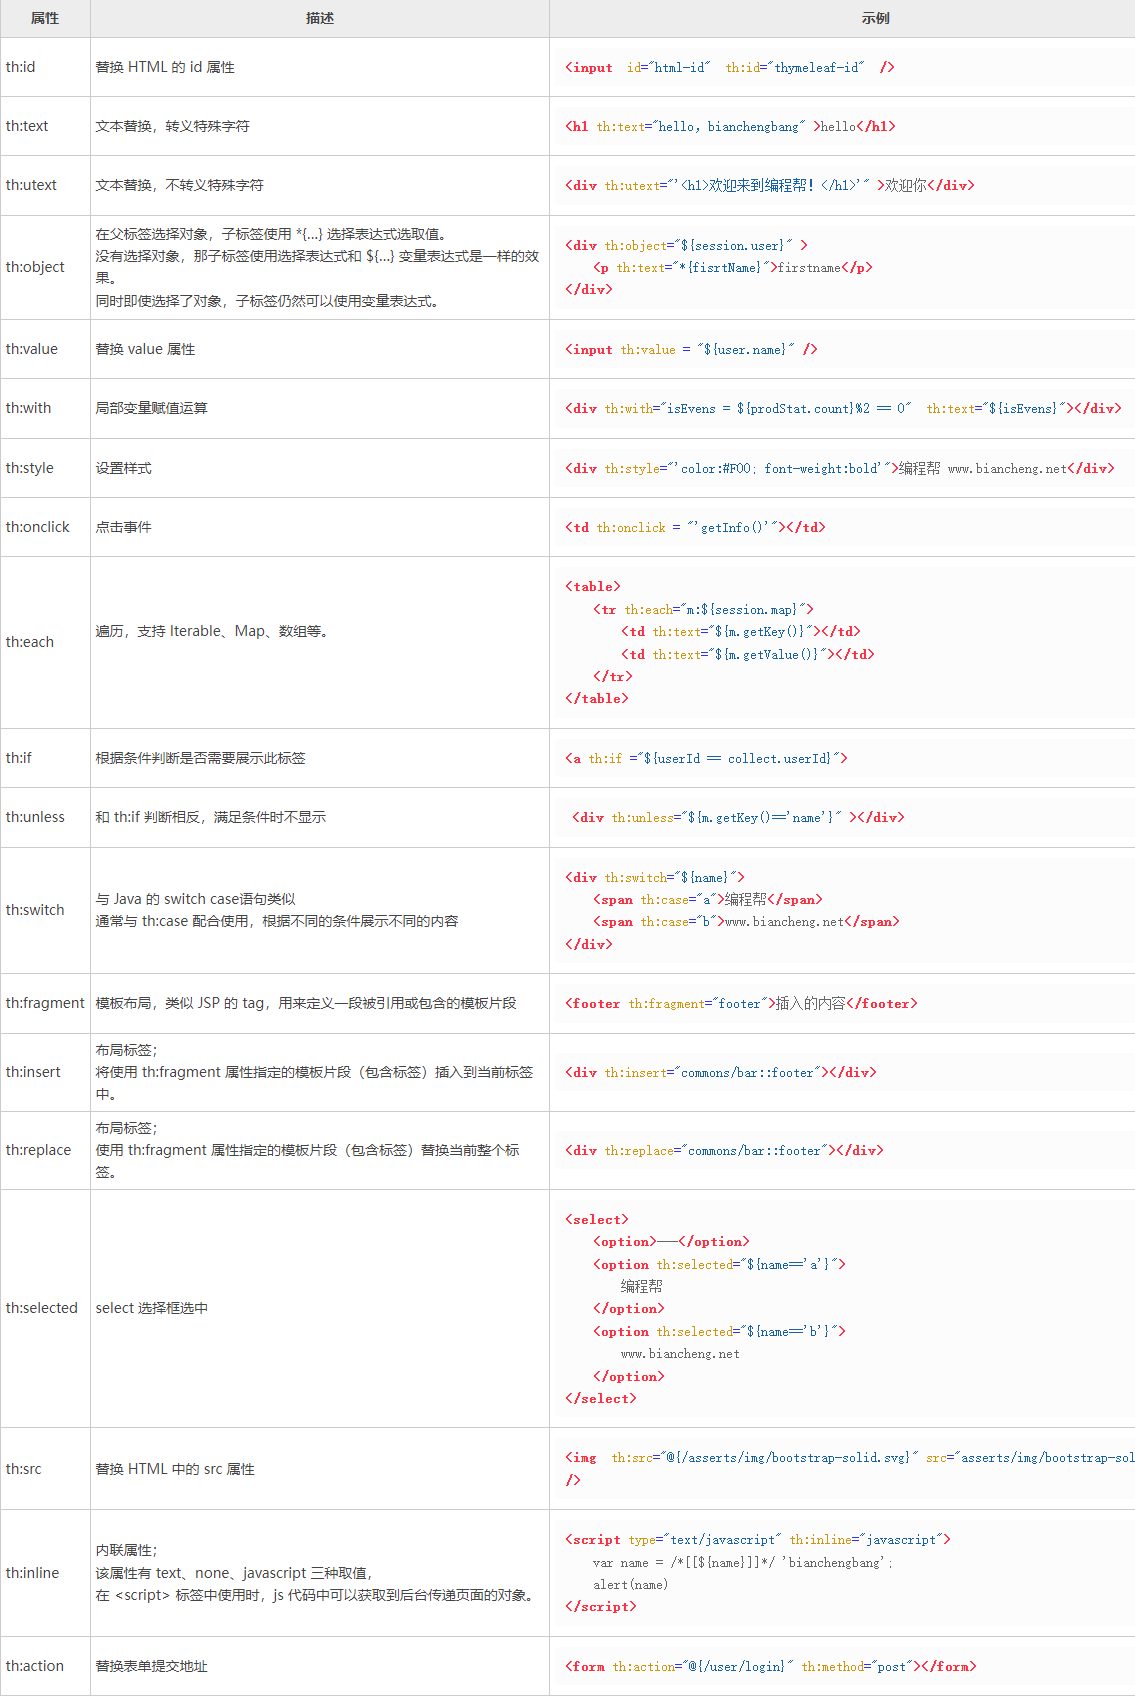 属性 描述 示例
th:id 替换 HTML 的 id 属性 <input  id="html-id"  th:id="thymeleaf-id"  />
th:text 文本替换，转义特殊字符 <h1 th:text="hello，bianchengbang" >hello</h1>
th:utext 文本替换，不转义特殊字符 <div th:utext="'<h1>欢迎来到编程帮！</h1>'" >欢迎你</div>
th:object
在父标签选择对象，子标签使用 *{…} 选择表达式选取值。
没有选择对象，那子标签使用选择表达式和 ${…} 变量表达式是一样的效
果。
同时即使选择了对象，子标签仍然可以使用变量表达式。
<div th:object="${session.user}" >
    <p th:text="*{fisrtName}">firstname</p>
</div>
th:value 替换 value 属性 <input th:value = "${user.name}" />
th:with 局部变量赋值运算 <div th:with="isEvens = ${prodStat.count}%2 == 0"  th:text="${isEvens}"></div>
th:style 设置样式 <div th:style="'color:#F00; font-weight:bold'">编程帮 www.biancheng.net</div>
th:onclick 点击事件 <td th:onclick = "'getInfo()'"></td>
th:each 遍历，支持 Iterable、Map、数组等。
<table>
    <tr th:each="m:${session.map}">
        <td th:text="${m.getKey()}"></td>
        <td th:text="${m.getValue()}"></td>
    </tr>
</table>
th:if 根据条件判断是否需要展示此标签 <a th:if ="${userId == collect.userId}">
th:unless 和 th:if 判断相反，满足条件时不显示 <div th:unless="${m.getKey()=='name'}" ></div>
th:switch
与 Java 的 switch case语句类似
通常与 th:case 配合使用，根据不同的条件展示不同的内容
<div th:switch="${name}">
    <span th:case="a">编程帮</span>
    <span th:case="b">www.biancheng.net</span>
</div>
th:fragment 模板布局，类似 JSP 的 tag，用来定义一段被引用或包含的模板片段 <footer th:fragment="footer">插入的内容</footer>
th:insert
布局标签；
将使用 th:fragment 属性指定的模板片段（包含标签）插入到当前标签
中。
<div th:insert="commons/bar::footer"></div>
th:replace
布局标签；
使用 th:fragment 属性指定的模板片段（包含标签）替换当前整个标
签。
<div th:replace="commons/bar::footer"></div>
th:selected select 选择框选中
<select>
    <option>---</option>
    <option th:selected="${name=='a'}">
        编程帮
    </option>
    <option th:selected="${name=='b'}">
        www.biancheng.net
    </option>
</select>
th:src 替换 HTML 中的 src 属性
<img  th:src="@{/asserts/img/bootstrap-solid.svg}" src="asserts/img/bootstrap-sol
/>
th:inline
内联属性；
该属性有 text、none、javascript 三种取值，
在 <script> 标签中使用时，js 代码中可以获取到后台传递页面的对象。
<script type="text/javascript" th:inline="javascript">
    var name = /*[[${name}]]*/ 'bianchengbang';
    alert(name)
</script>
th:action 替换表单提交地址 <form th:action="@{/user/login}" th:method="post"></form>